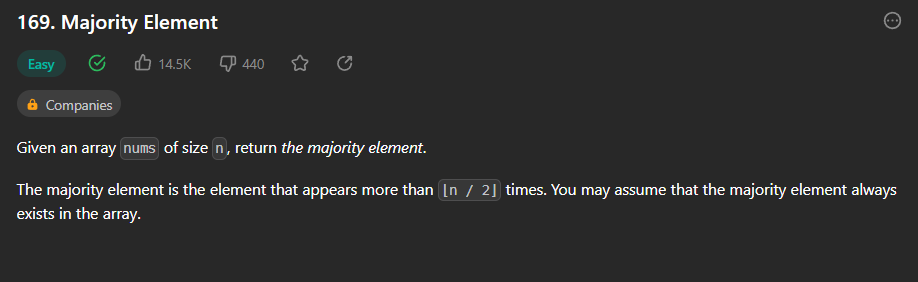 169. Majority Element
Easy 14.5K 440
Companies
Given an array nums of size n, return the majority element.
The majority element is the element that appears more than ⌊n / 2⌋ times. You may assume that the majority element always
exists in the array.